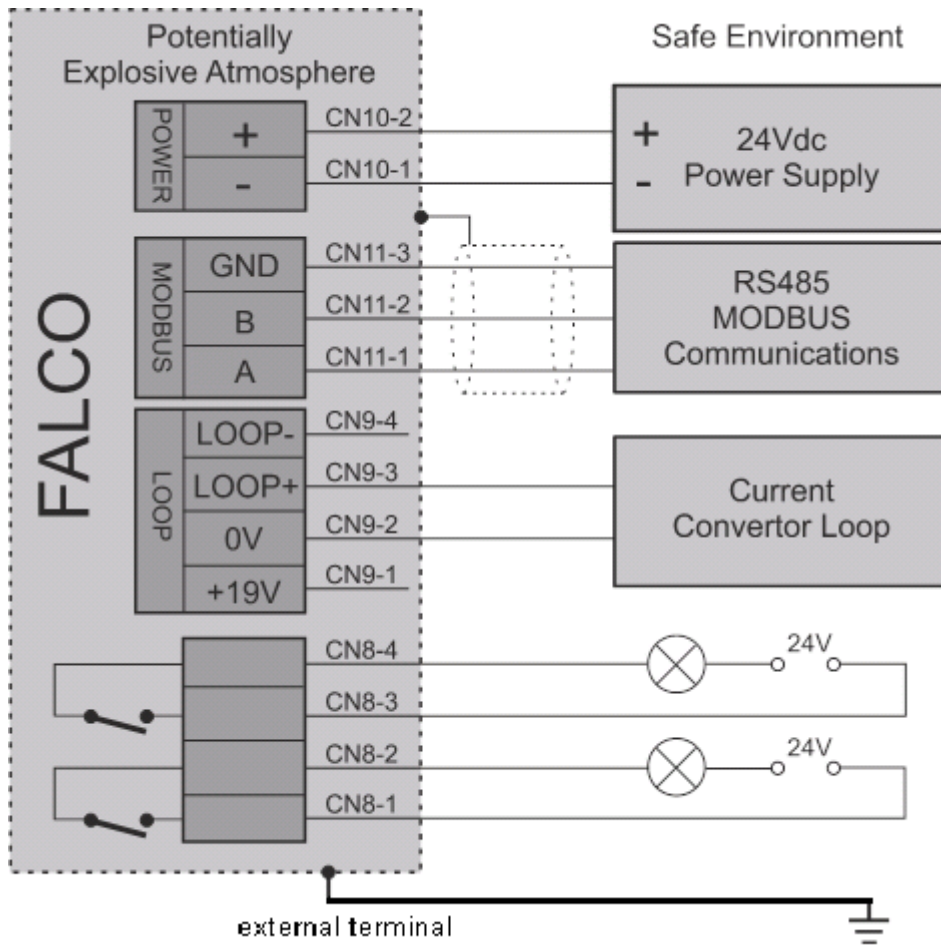 Potentially
Explosive Atmosphere
Safe Environment
FALCO
POWER
+
-
CN10-2
CN10-1
+
-
24Vdc
Power Supply
MODBUS
GND
B
A
CN11-3
CN11-2
CN11-1
RS485
MODBUS
Communications
LOOP
LOOP-
LOOP+
0V
+19V
CN9-4
CN9-3
CN9-2
CN9-1
Current
Convertor Loop
CN8-4
CN8-3
CN8-2
CN8-1
24V
24V
external terminal